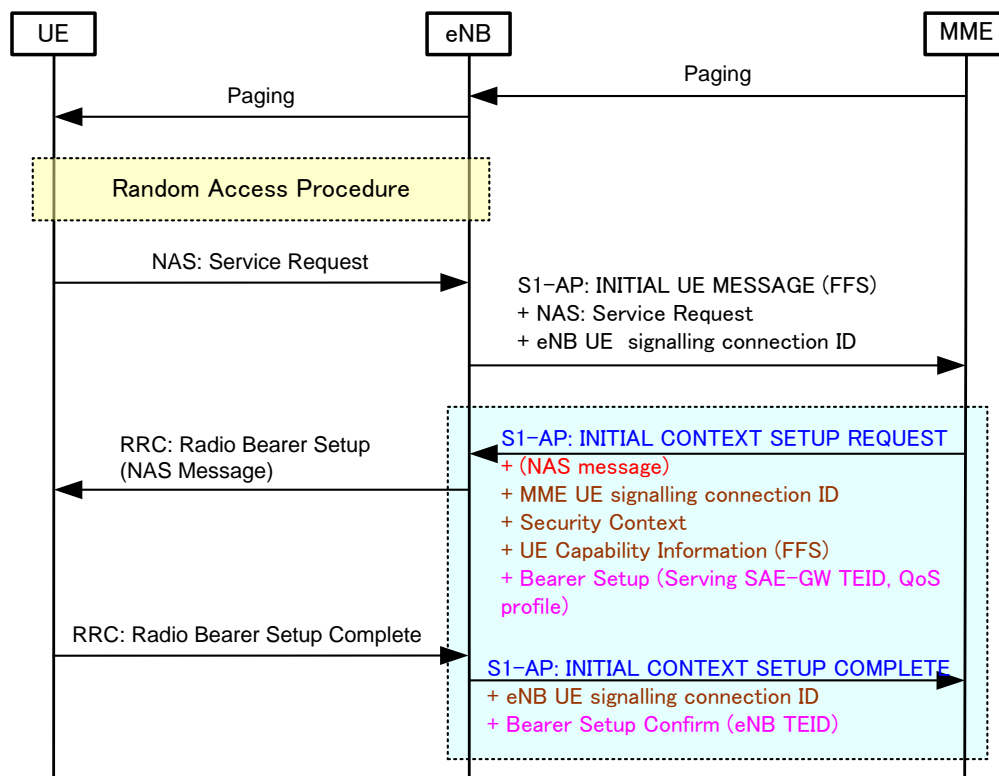 UE
eNB
MME
Paging
Paging
Random Access Procedure
NAS: Service Request
S1-AP: INITIAL UE MESSAGE (FFS)
+ NAS: Service Request
+ eNB UE signalling connection ID
RRC: Radio Bearer Setup
(NAS Message)
S1-AP: INITIAL CONTEXT SETUP REQUEST
+ (NAS message)
+ MME UE signalling connection ID
+ Security Context
+ UE Capability Information (FFS)
+ Bearer Setup (Serving SAE-GW TEID, QoS
profile)
RRC: Radio Bearer Setup Complete
S1-AP: INITIAL CONTEXT SETUP COMPLETE
+ eNB UE signalling connection ID
+ Bearer Setup Confirm (eNB TEID)